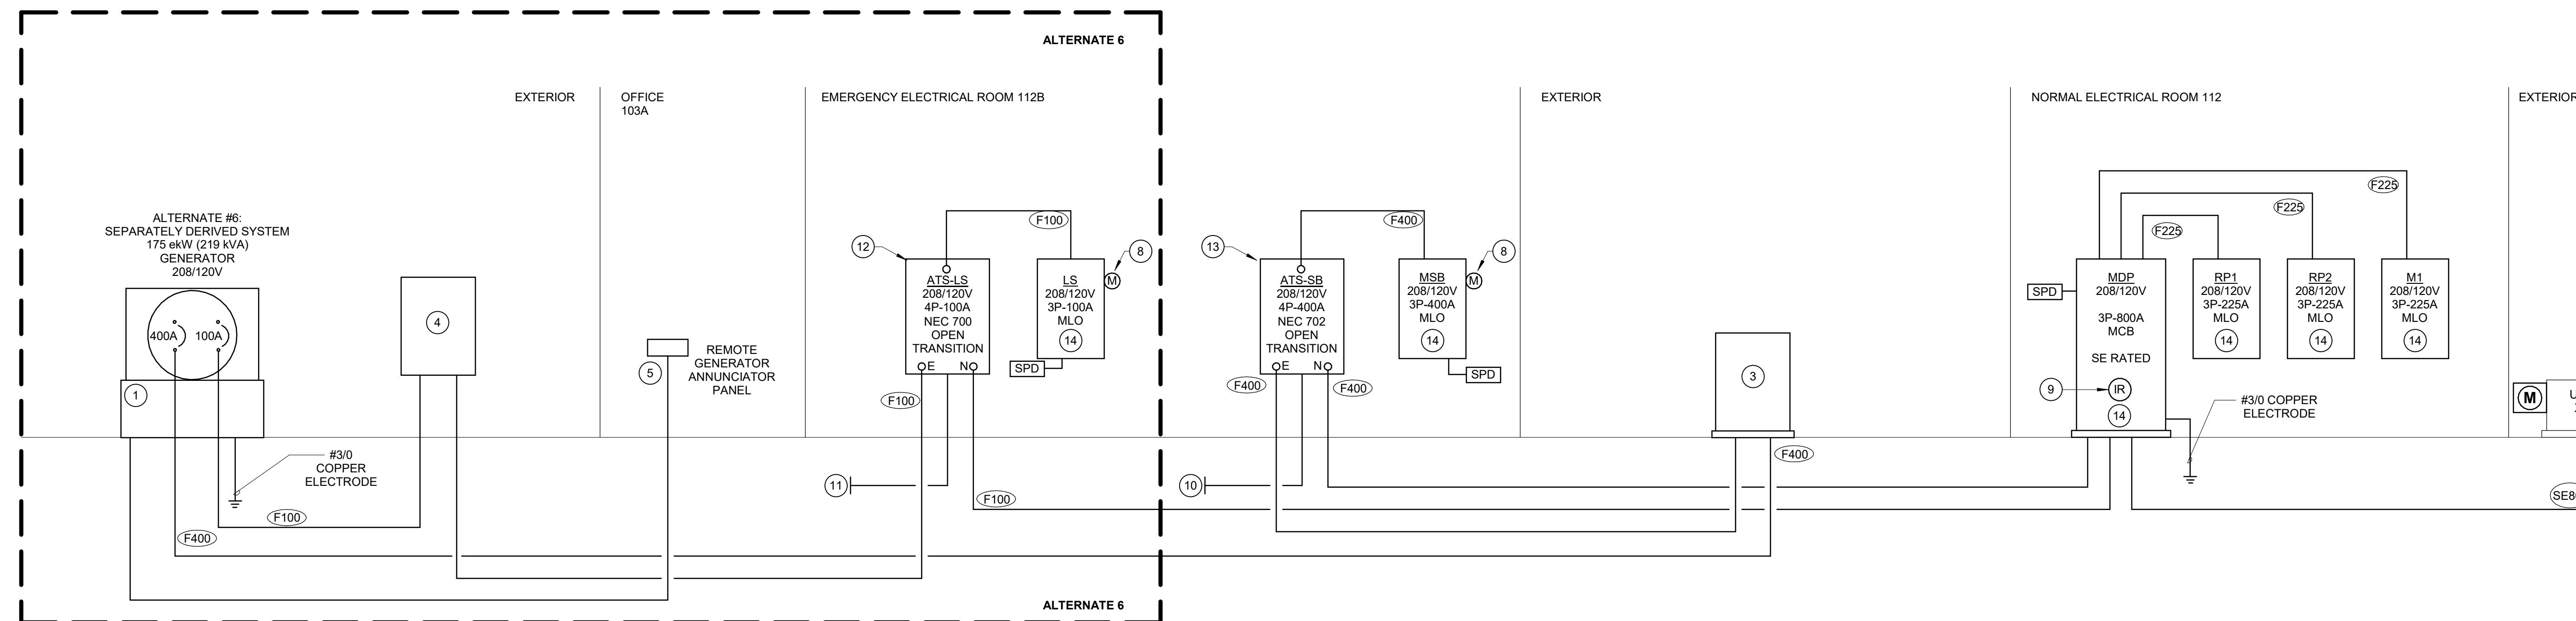 ALTERNATE 6
EXTERIOR
OFFICE
103A
EMERGENCY ELECTRICAL ROOM 112B
EXTERIOR
NORMAL ELECTRICAL ROOM 112
EXTERIOR
ALTERNATE #6:
SEPARATELY DERIVED SYSTEM
175 ekW (219 kVA)
GENERATOR
208/120V
400A
100A
1
#3/0
COPPER
ELECTRODE
F100
F400
4
5
REMOTE
GENERATOR
ANNUNCIATOR
PANEL
12
F100
ATS-LS
208/120V
4P-100A
NEC 700
OPEN
TRANSITION
E
N
F100
11
F100
8
M
LS
208/120V
3P-100A
MLO
14
SPD
13
F400
ATS-SB
208/120V
4P-400A
NEC 702
OPEN
TRANSITION
E
N
F400
F400
10
8
M
MSB
208/120V
3P-400A
MLO
14
SPD
3
F400
F225
F225
F225
SPD
MDP
208/120V
3P-800A
MCB
SE RATED
9
IR
14
RP1
208/120V
3P-225A
MLO
14
RP2
208/120V
3P-225A
MLO
14
M1
208/120V
3P-225A
MLO
14
#3/0 COPPER
ELECTRODE
M
U
ALTERNATE 6